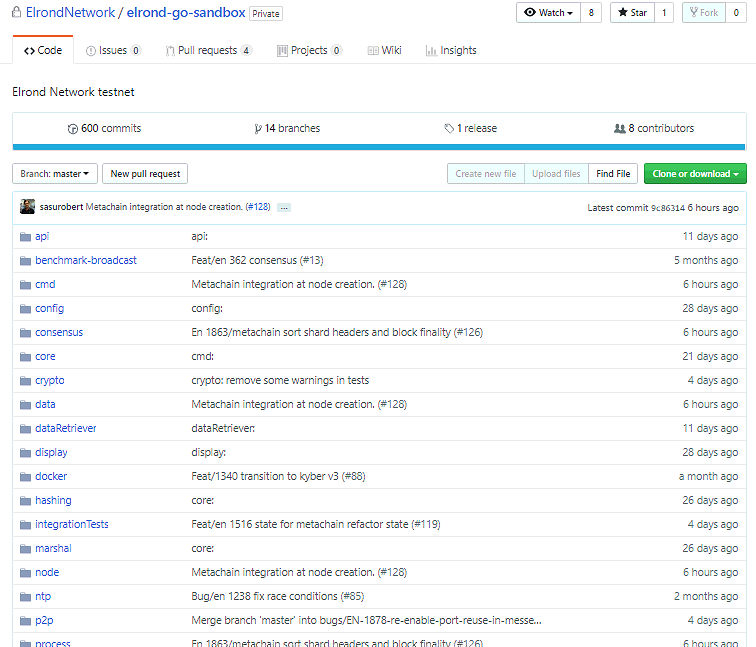 ElrondNetwork / elrond-go-sandbox Private Watch 8 Star 1 Fork 0
Code Issues 0 Pull requests 4 Projects 0 Wiki Insights
Elrond Network testnet
600 commits 14 branches 1 release 8 contributors
Branch: master New pull request Create new file Upload files Find File Clone or download
sasurobert Metachain integration at node creation. (#128) ... Latest commit 9c86314 6 hours ago
api api: 11 days ago
benchmark-broadcast Feat/en 362 consensus (#13) 5 months ago
cmd Metachain integration at node creation. (#128) 6 hours ago
config config: 28 days ago
consensus En 1863/metachain sort shard headers and block finality (#126) 6 hours ago
core cmd: 21 days ago
crypto crypto: remove some warnings in tests 4 days ago
data Metachain integration at node creation. (#128) 6 hours ago
dataRetriever dataRetriever: 11 days ago
display display: 28 days ago
docker Feat/1340 transition to kyber v3 (#88) a month ago
hashing core: 26 days ago
integrationTests Feat/en 1516 state for metachain refactor state (#119) 4 days ago
marshal core: 26 days ago
node Metachain integration at node creation. (#128) 6 hours ago
ntp Bug/en 1238 fix race conditions (#85) 2 months ago
p2p Merge branch 'master' into bugs/EN-1878-re-enable-port-reuse-in-messe... 4 days ago
process En 1863/metachain sort shard headers and block finality (#126) 6 hours ago